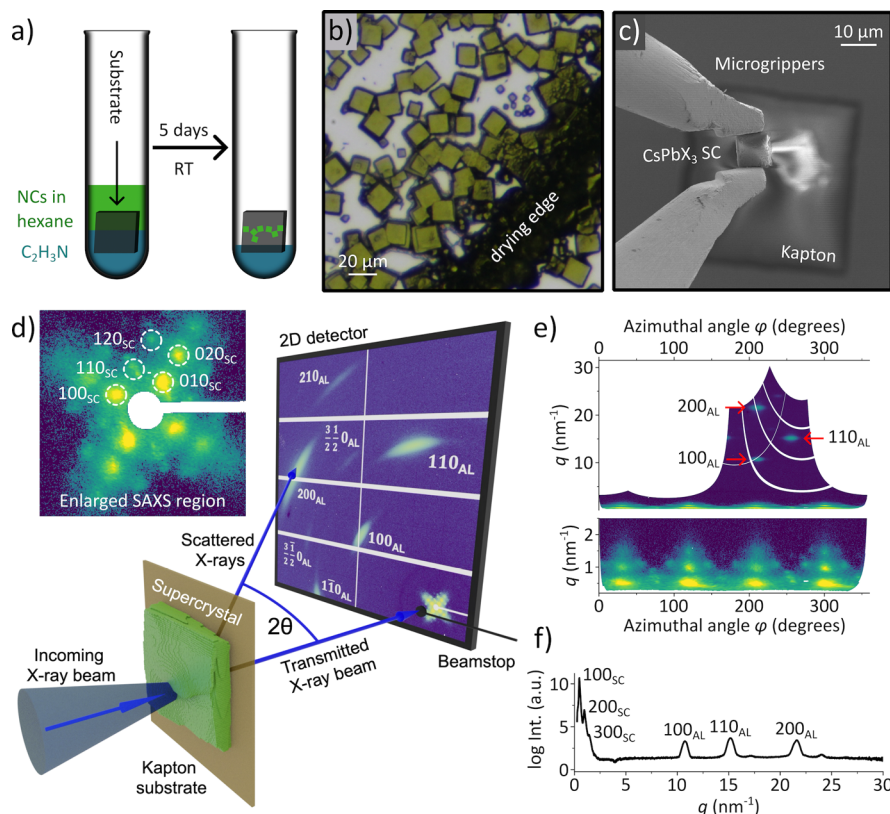 a)
Substrate
5 days
RT
NCs in
hexane
C₂H₃N
b)
drying edge
20 μm
c)
10 μm
Microgrippers
CsPbX₃ SC
Kapton
d)
120SC
110SC
020SC
100SC
010SC
Enlarged SAXS region
2D detector
210AL
3/2 1/2 0AL
110AL
200AL
100AL
3/2 1̅/2 0AL
11̅0AL
Scattered
X-rays
Supercrystal
2θ
Transmitted
X-ray beam
Beamstop
Incoming
X-ray beam
Kapton
substrate
e)
Azimuthal angle φ (degrees)
0 100 200 300
30
20
10
q (nm⁻¹)
200AL
110AL
100AL
2
1
0
q (nm⁻¹)
0 100 200 300
Azimuthal angle φ (degrees)
f)
log Int. (a.u.)
10
5
0
100SC
200SC
300SC
100AL
110AL
200AL
0 5 10 15 20 25 30
q (nm⁻¹)